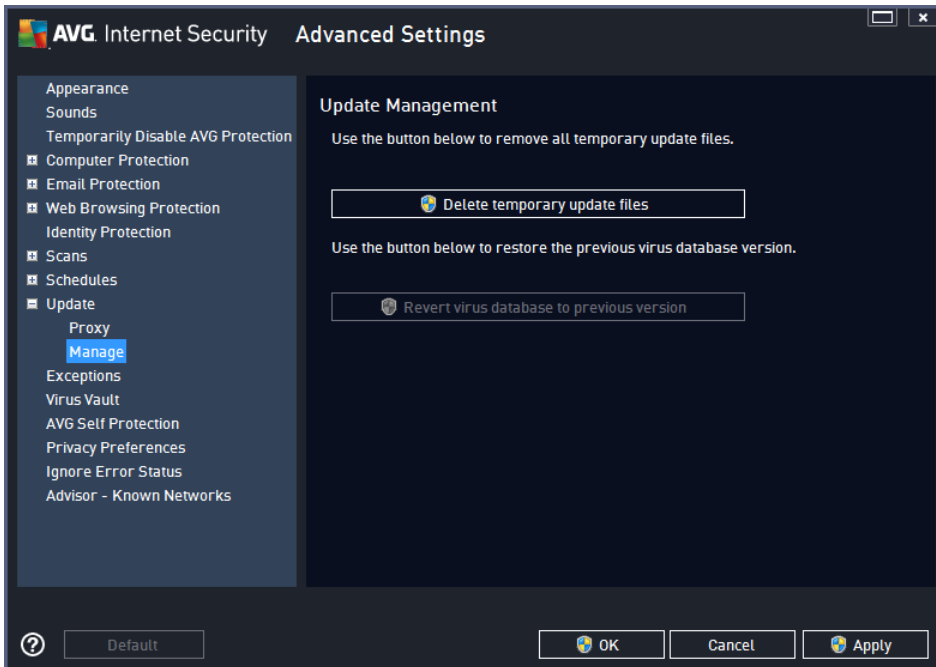 AVG. Internet Security Advanced Settings
Appearance
Sounds
Temporarily Disable AVG Protection
Computer Protection
Email Protection
Web Browsing Protection
Identity Protection
Scans
Schedules
Update
Proxy
Manage
Exceptions
Virus Vault
AVG Self Protection
Privacy Preferences
Ignore Error Status
Advisor - Known Networks
Update Management
Use the button below to remove all temporary update files.
Delete temporary update files
Use the button below to restore the previous virus database version.
Revert virus database to previous version
? Default OK Cancel Apply